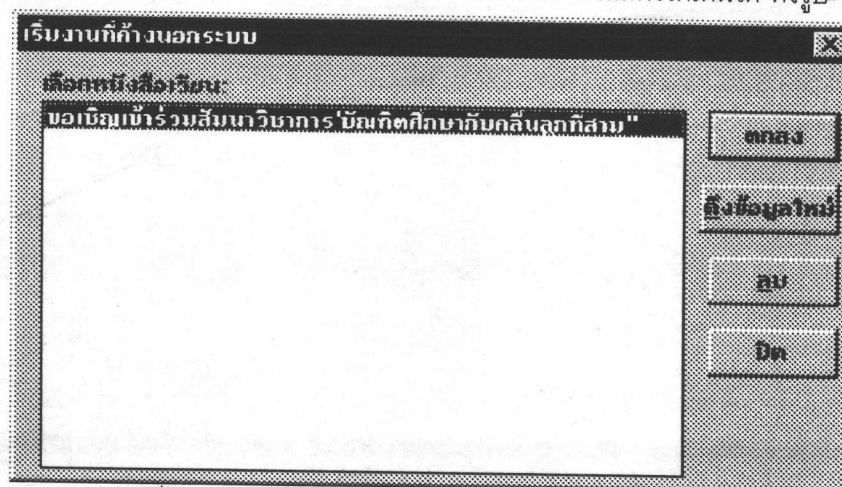 เริ่มงานที่ค้างนอกระบบ
เลือกหนังสือเวียน:
ขอเชิญเข้าร่วมสัมนาวิชาการ"บัณฑิตศึกษากับคลื่นลูกที่สาม"
ตกลง
ดึงข้อมูลใหม่
ลบ
ปิด